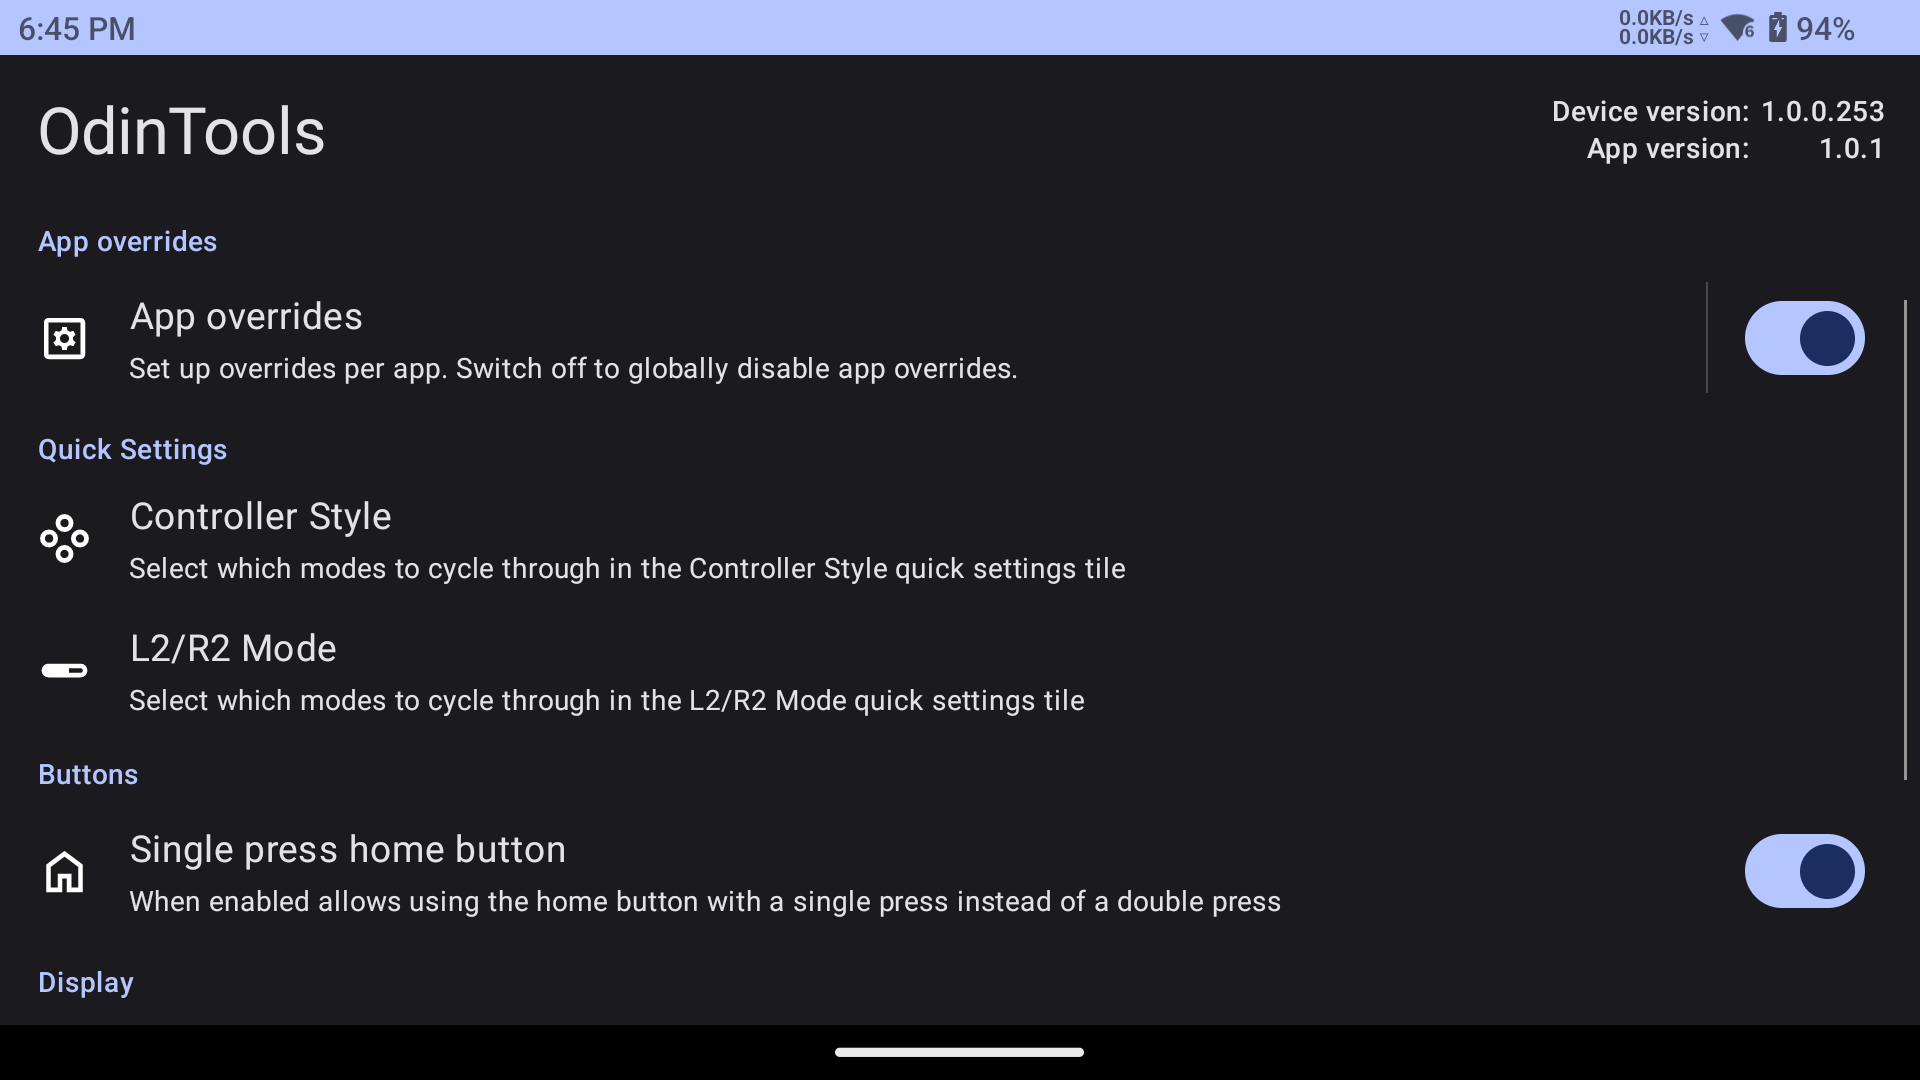 6:45 PM
0.0KB/s △
0.0KB/s ▽
6
94%
OdinTools
Device version: 1.0.0.253
App version: 1.0.1
App overrides
App overrides
Set up overrides per app. Switch off to globally disable app overrides.
Quick Settings
Controller Style
Select which modes to cycle through in the Controller Style quick settings tile
L2/R2 Mode
Select which modes to cycle through in the L2/R2 Mode quick settings tile
Buttons
Single press home button
When enabled allows using the home button with a single press instead of a double press
Display